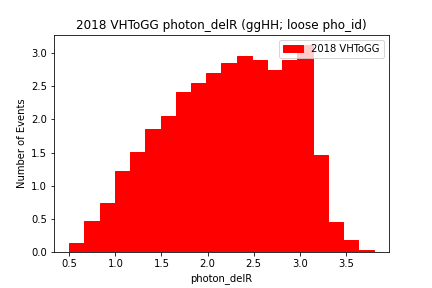 2018 VHToGG photon_delR (ggHH; loose pho_id)
2018 VHToGG
Number of Events
3.0
2.5
2.0
1.5
1.0
0.5
0.0
0.5 1.0 1.5 2.0 2.5 3.0 3.5
photon_delR